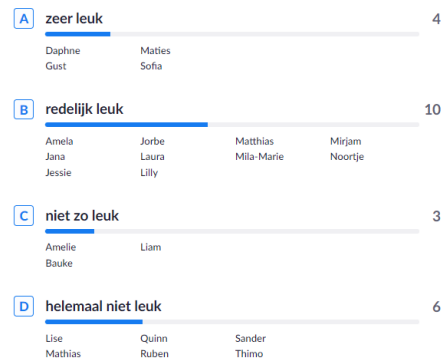 A zeer leuk 4
Daphne Maties
Gust Sofia
B redelijk leuk 10
Amela Jorbe Matthias Mirjam
Jana Laura Mila-Marie Noortje
Jessie Lilly
C niet zo leuk 3
Amelie Liam
Bauke
D helemaal niet leuk 6
Lise Quinn Sander
Mathias Ruben Thimo